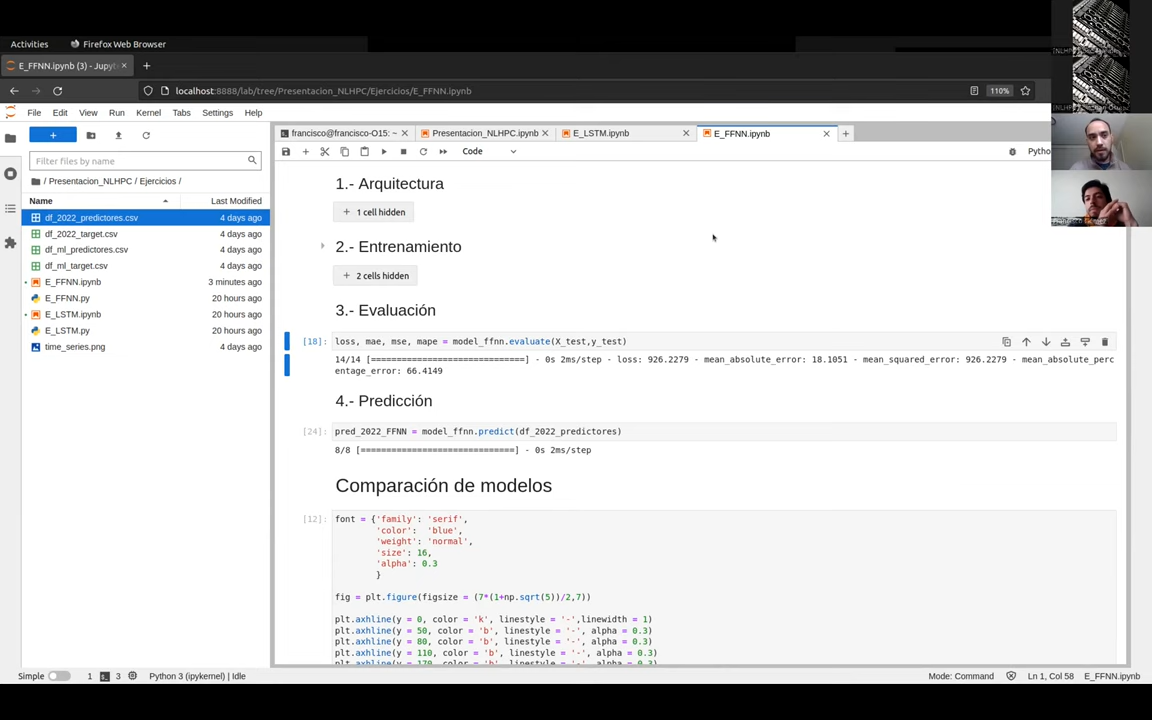 Activities
Firefox Web Browser
E_FFNN.ipynb (3) - Jupyt
localhost:8888/lab/tree/Presentacion_NLHPC/Ejercicios/E_FFNN.ipynb
110%
File Edit View Run Kernel Tabs Settings Help
francisco@francisco-O15: ~
Presentacion_NLHPC.ipynb
E_LSTM.ipynb
E_FFNN.ipynb
Code
Filter files by name
/ Presentacion_NLHPC / Ejercicios /
Name Last Modified
df_2022_predictores.csv 4 days ago
df_2022_target.csv 4 days ago
df_ml_predictores.csv 4 days ago
df_ml_target.csv 4 days ago
E_FFNN.ipynb 3 minutes ago
E_FFNN.py 20 hours ago
E_LSTM.ipynb 20 hours ago
E_LSTM.py 20 hours ago
time_series.png 4 days ago
1.- Arquitectura
1 cell hidden
2.- Entrenamiento
2 cells hidden
3.- Evaluación
[18]: loss, mae, mse, mape = model_ffnn.evaluate(X_test,y_test)
14/14 [==============================] - 0s 2ms/step - loss: 926.2279 - mean_absolute_error: 18.1051 - mean_squared_error: 926.2279 - mean_absolute_perc
entage_error: 66.4149
4.- Predicción
[24]: pred_2022_FFNN = model_ffnn.predict(df_2022_predictores)
8/8 [==============================] - 0s 2ms/step
Comparación de modelos
[12]: font = {'family': 'serif',
'color': 'blue',
'weight': 'normal',
'size': 16,
'alpha': 0.3
}
fig = plt.figure(figsize = (7*(1+np.sqrt(5))/2,7))
plt.axhline(y = 0, color = 'k', linestyle = '-',linewidth = 1)
plt.axhline(y = 50, color = 'b', linestyle = '-', alpha = 0.3)
plt.axhline(y = 80, color = 'b', linestyle = '-', alpha = 0.3)
plt.axhline(y = 110, color = 'b', linestyle = '-', alpha = 0.3)
plt.axhline(y = 170, color = 'b', linestyle = '-', alpha = 0.3)
Simple 1 3 Python 3 (ipykernel) | Idle
Mode: Command Ln 1, Col 58 E_FFNN.ipynb